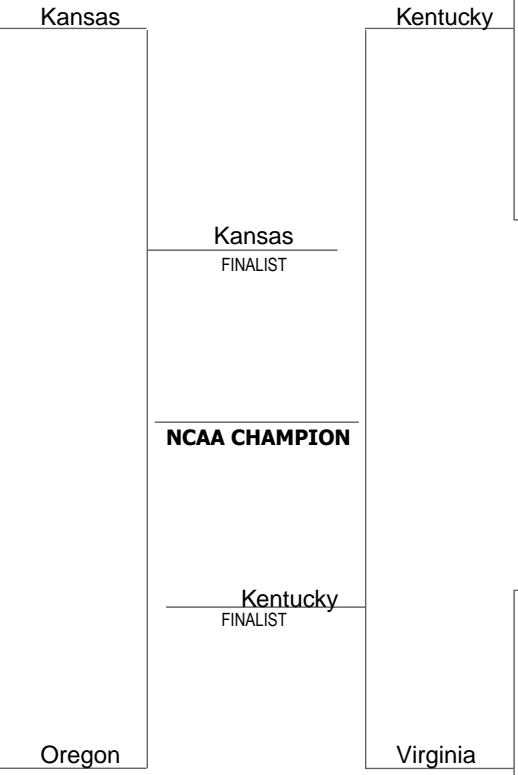 Kansas
Kentucky
Kansas
FINALIST
NCAA CHAMPION
Kentucky
FINALIST
Oregon
Virginia